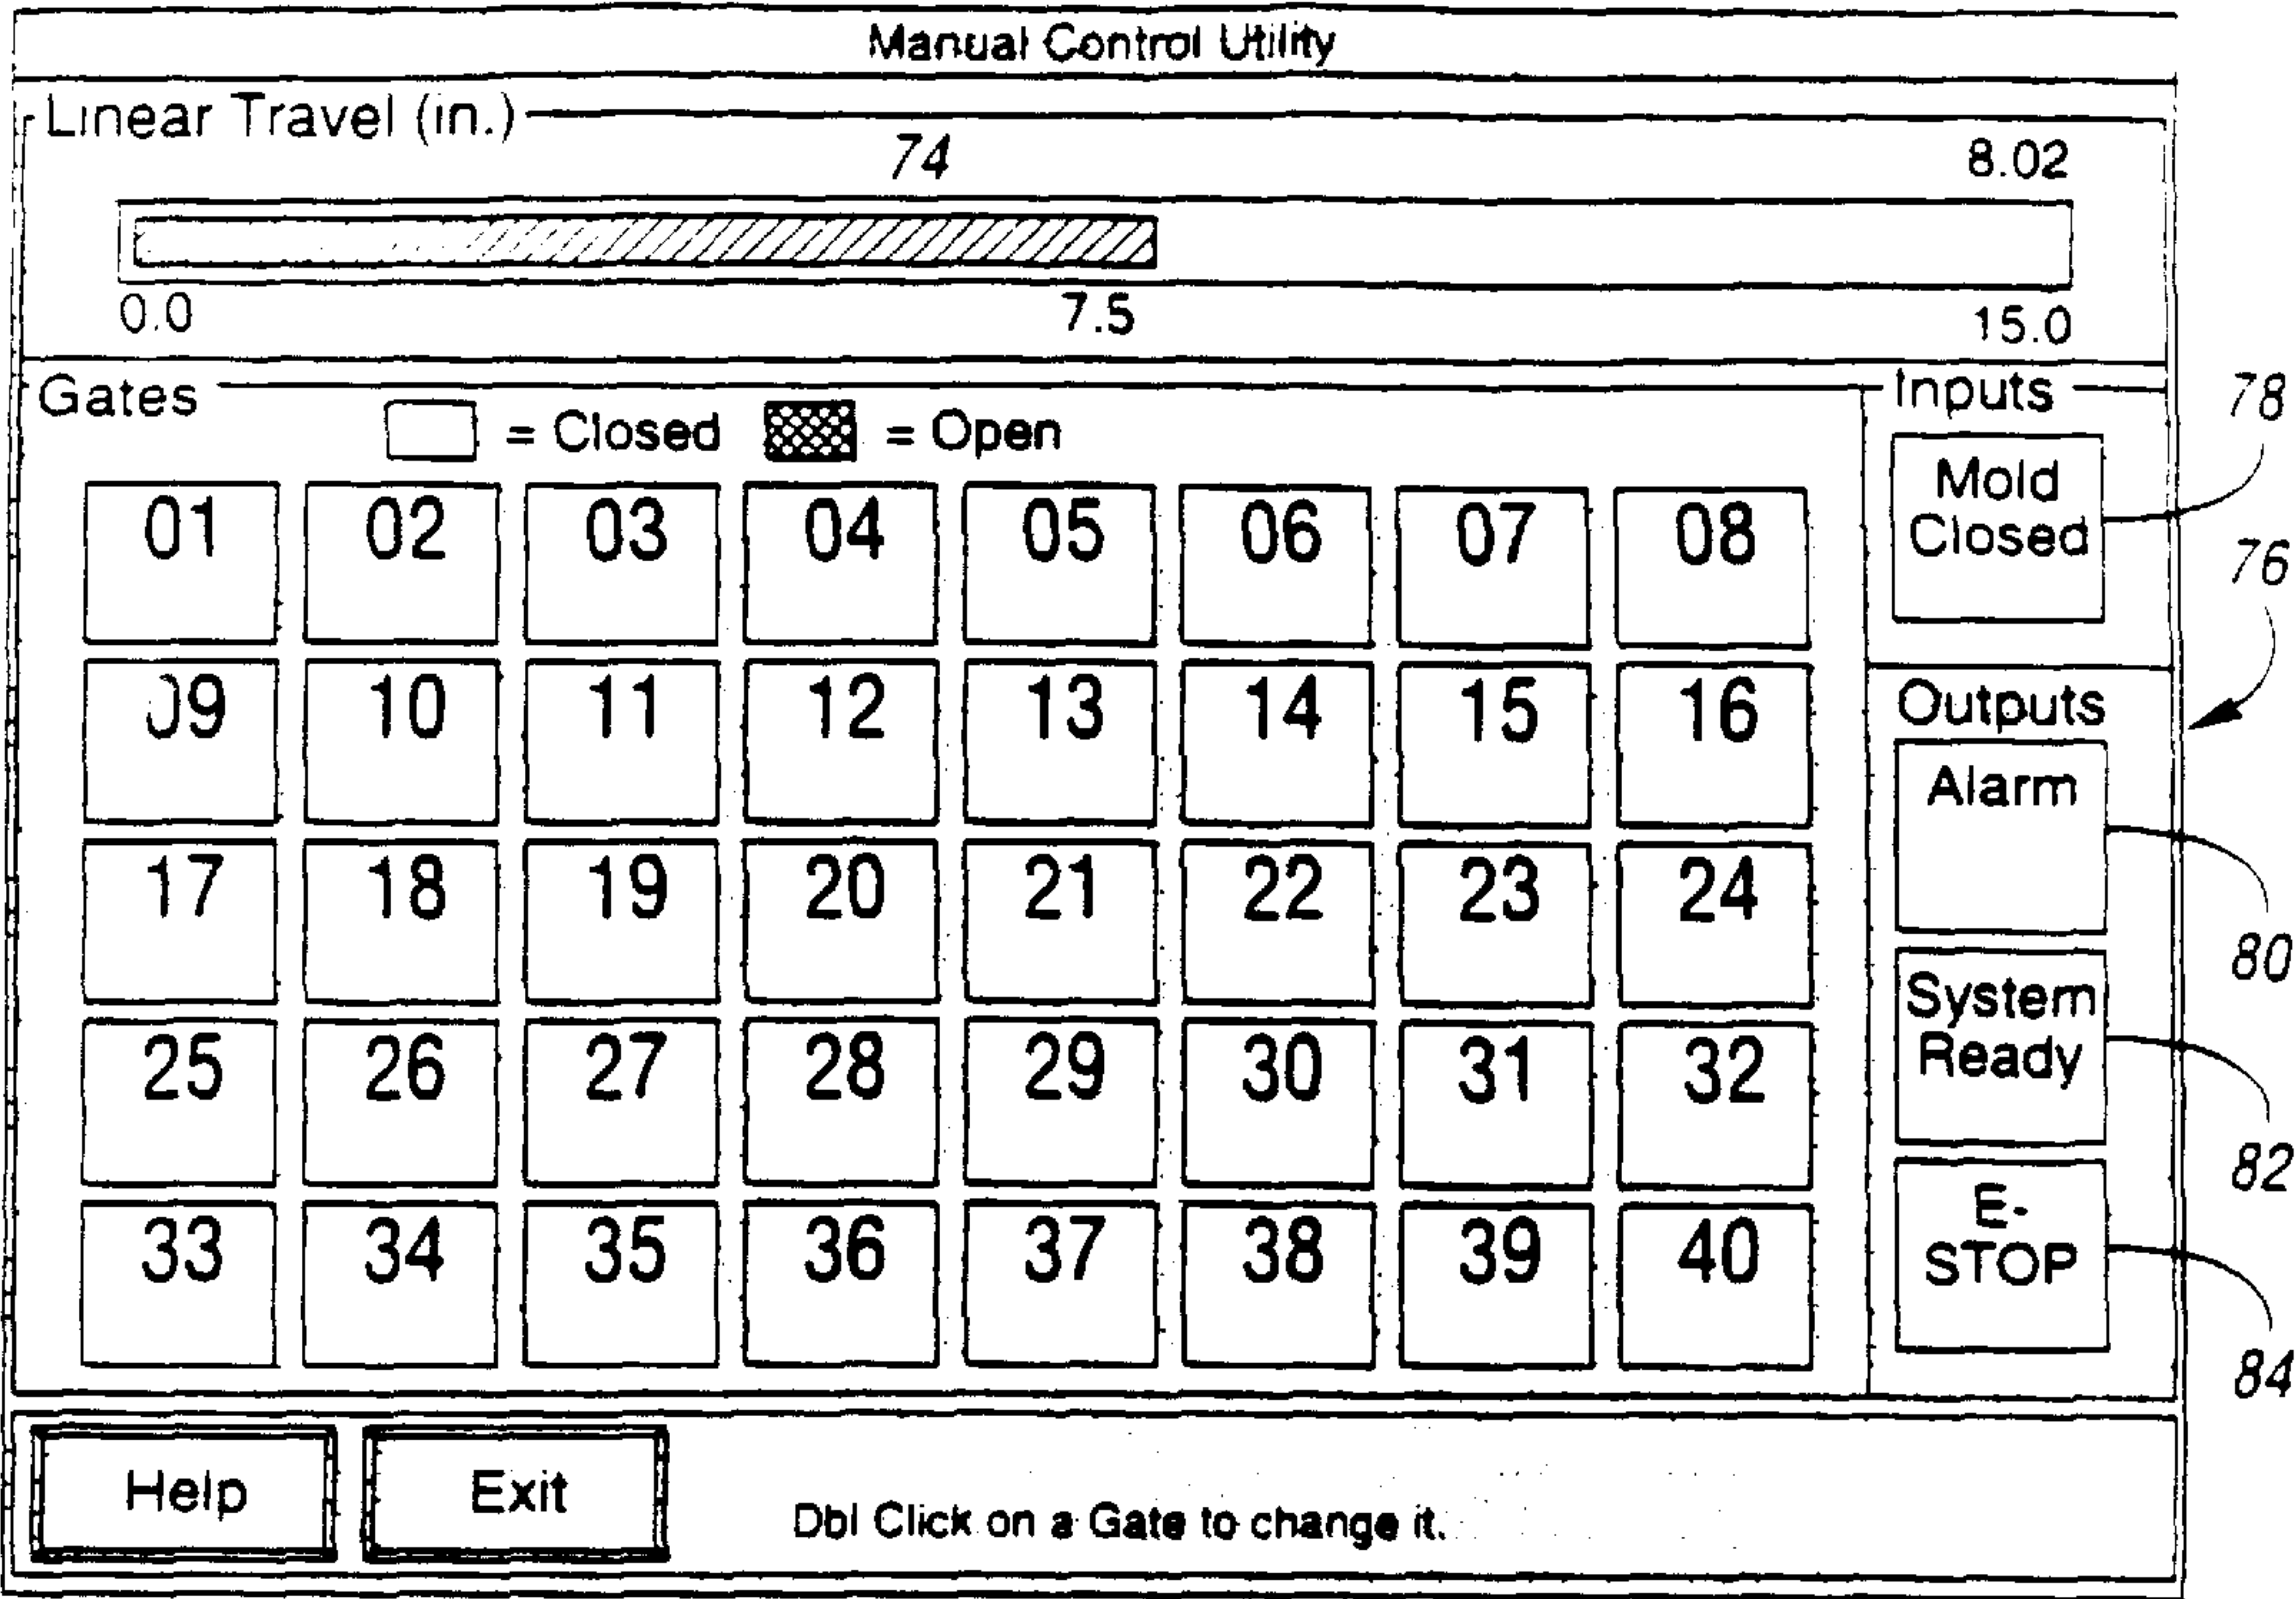 Manual Control Utility
Linear Travel (in.)
74
8.02
0.0
7.5
15.0
Gates
= Closed
= Open
Inputs
78
01 02 03 04 05 06 07 08
Mold
Closed
76
09 10 11 12 13 14 15 16
Outputs
Alarm
17 18 19 20 21 22 23 24
80
System
Ready
25 26 27 28 29 30 31 32
82
E-
STOP
33 34 35 36 37 38 39 40
84
Help
Exit
Dbl Click on a Gate to change it.